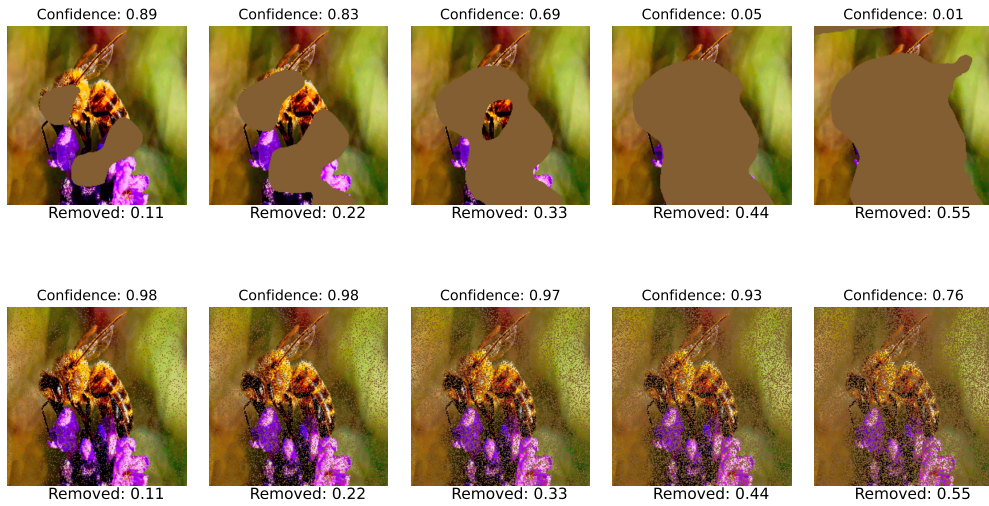 Confidence: 0.89
Confidence: 0.83
Confidence: 0.69
Confidence: 0.05
Confidence: 0.01
Removed: 0.11
Removed: 0.22
Removed: 0.33
Removed: 0.44
Removed: 0.55
Confidence: 0.98
Confidence: 0.98
Confidence: 0.97
Confidence: 0.93
Confidence: 0.76
Removed: 0.11
Removed: 0.22
Removed: 0.33
Removed: 0.44
Removed: 0.55